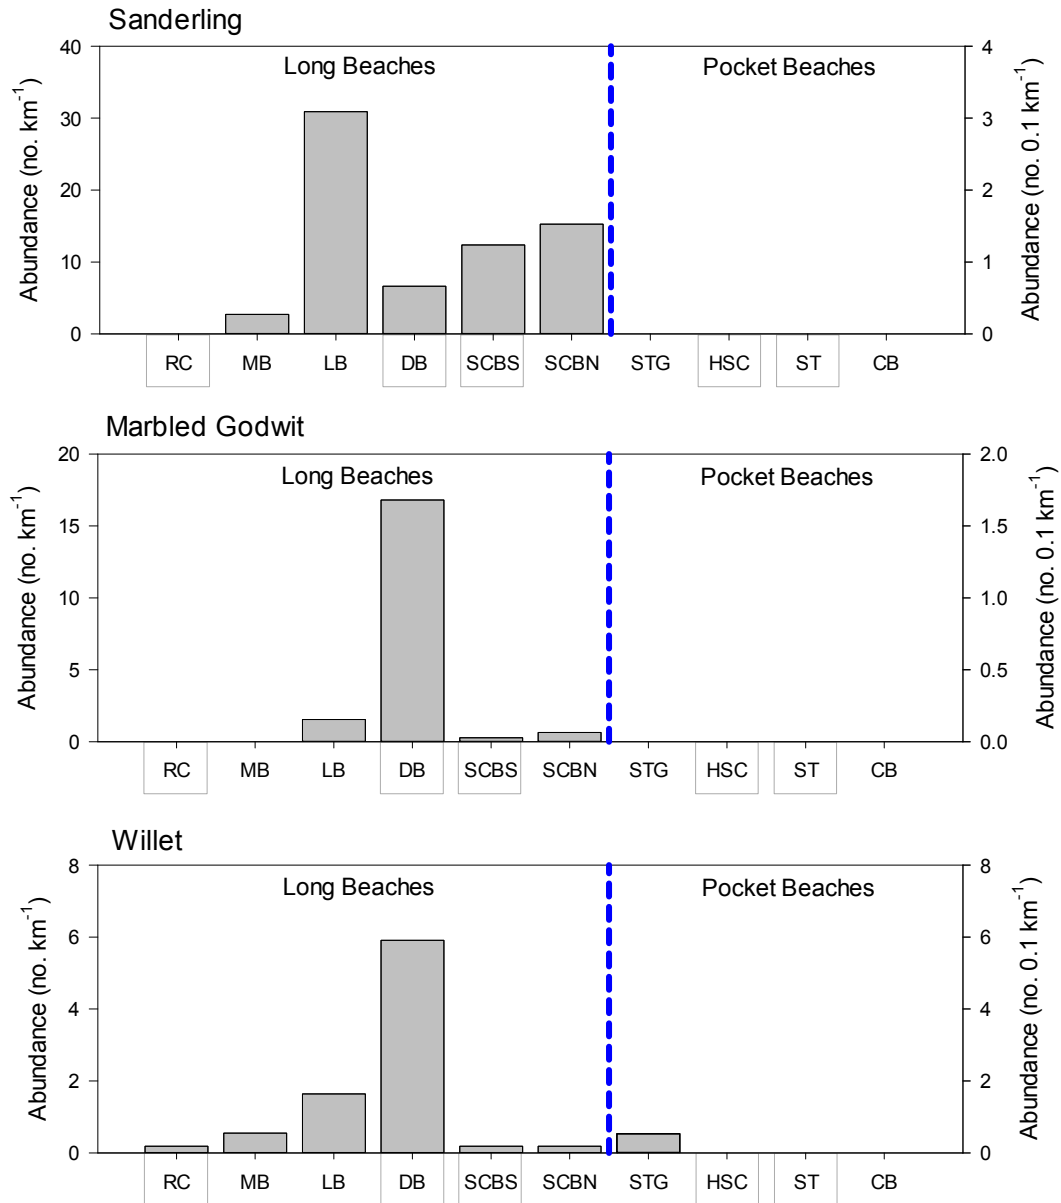 Sanderling
Long Beaches
Pocket Beaches
Abundance (no. km-1)
40
30
20
10
0
Abundance (no. 0.1 km-1)
4
3
2
1
0
RC MB LB DB SCBS SCBN STG HSC ST CB
Marbled Godwit
Long Beaches
Pocket Beaches
Abundance (no. km-1)
20
15
10
5
0
Abundance (no. 0.1 km-1)
2.0
1.5
1.0
0.5
0.0
RC MB LB DB SCBS SCBN STG HSC ST CB
Willet
Long Beaches
Pocket Beaches
Abundance (no. km-1)
8
6
4
2
0
Abundance (no. 0.1 km-1)
8
6
4
2
0
RC MB LB DB SCBS SCBN STG HSC ST CB